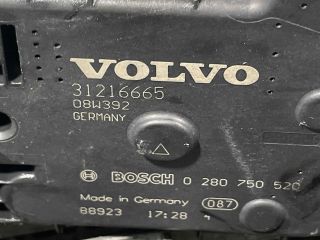 VOLVO
31216665
08W392
GERMANY
BOSCH 0 280 750 520
Made in Germany 087
88923 17:28